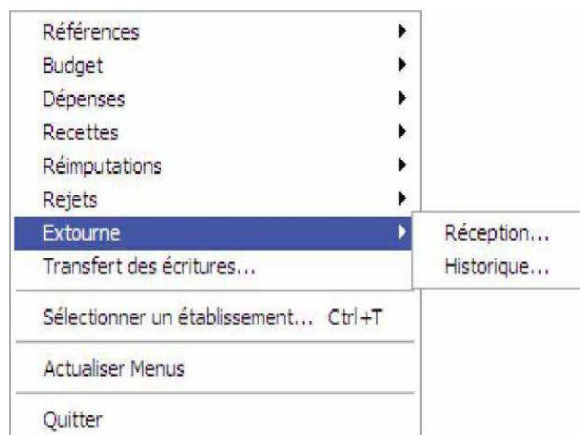 Références
Budget
Dépenses
Recettes
Réimputations
Rejets
Extourne
Réception...
Transfert des écritures...
Historique...
Sélectionner un établissement... Ctrl+T
Actualiser Menus
Quitter